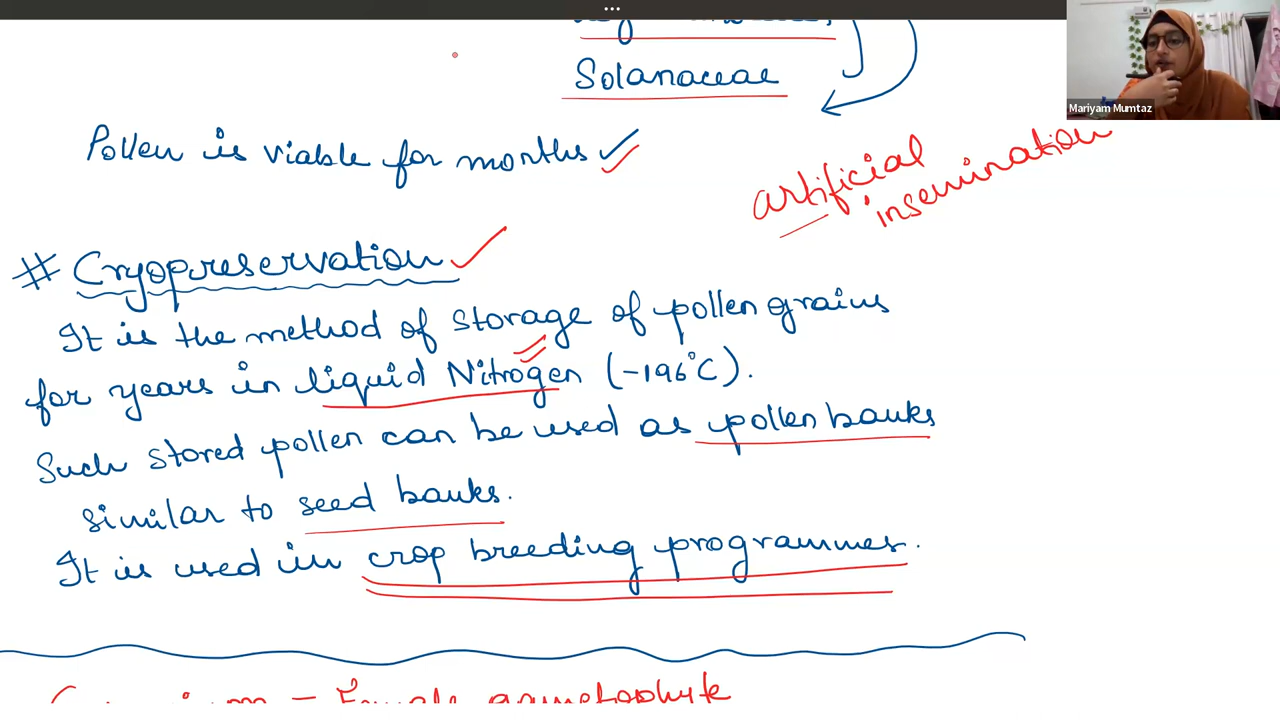 Solanaceae
Mariyam Mumtaz
Pollen is viable for months
artificial
insemination
# Cryopreservation
It is the method of storage of pollen grains
for years in liquid Nitrogen (-196°C).
Such stored pollen can be used as pollen banks
similar to seed banks.
It is used in crop breeding programmes.
– Female gametophyte